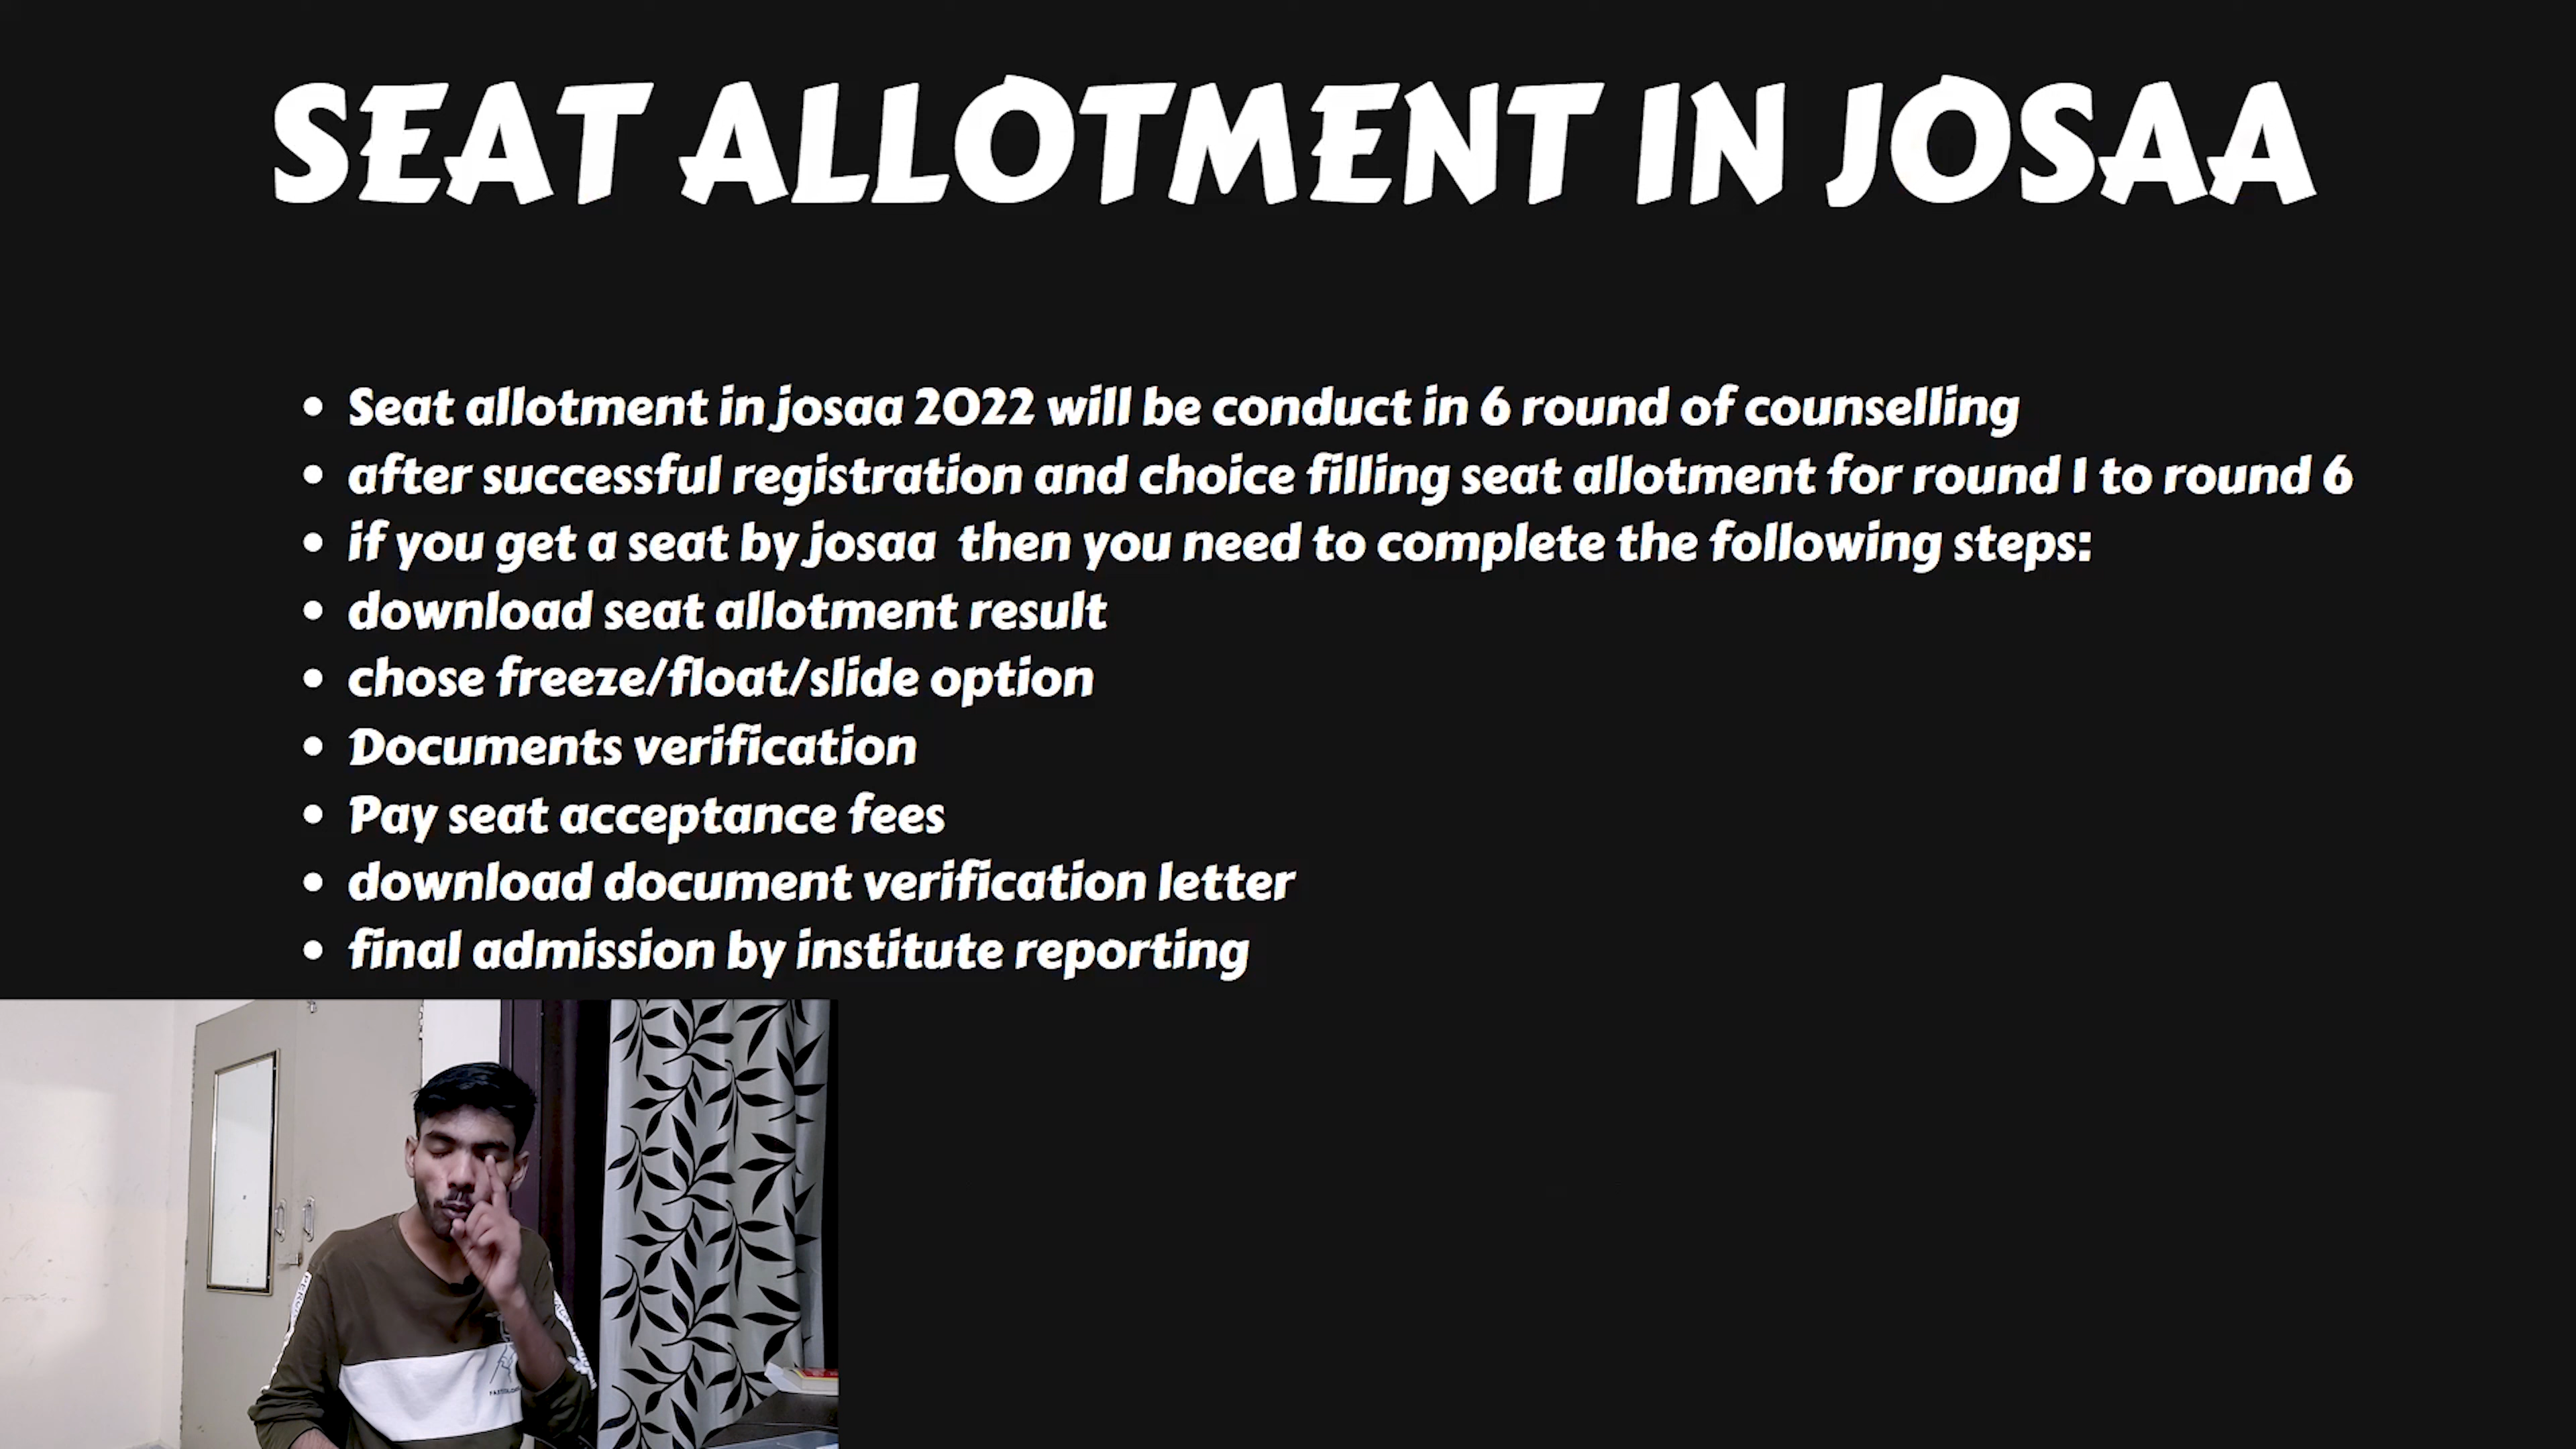 SEAT ALLOTMENT IN JOSAA
• Seat allotment in josaa 2022 will be conduct in 6 round of counselling
• after successful registration and choice filling seat allotment for round 1 to round 6
• if you get a seat by josaa then you need to complete the following steps:
• download seat allotment result
• chose freeze/float/slide option
• Documents verification
• Pay seat acceptance fees
• download document verification letter
• final admission by institute reporting